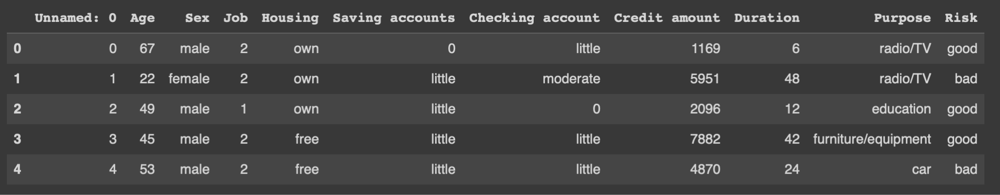 Unnamed: 0 Age Sex Job Housing Saving accounts Checking account Credit amount Duration Purpose Risk
0 0 67 male 2 own 0 little 1169 6 radio/TV good
1 1 22 female 2 own little moderate 5951 48 radio/TV bad
2 2 49 male 1 own little 0 2096 12 education good
3 3 45 male 2 free little little 7882 42 furniture/equipment good
4 4 53 male 2 free little little 4870 24 car bad